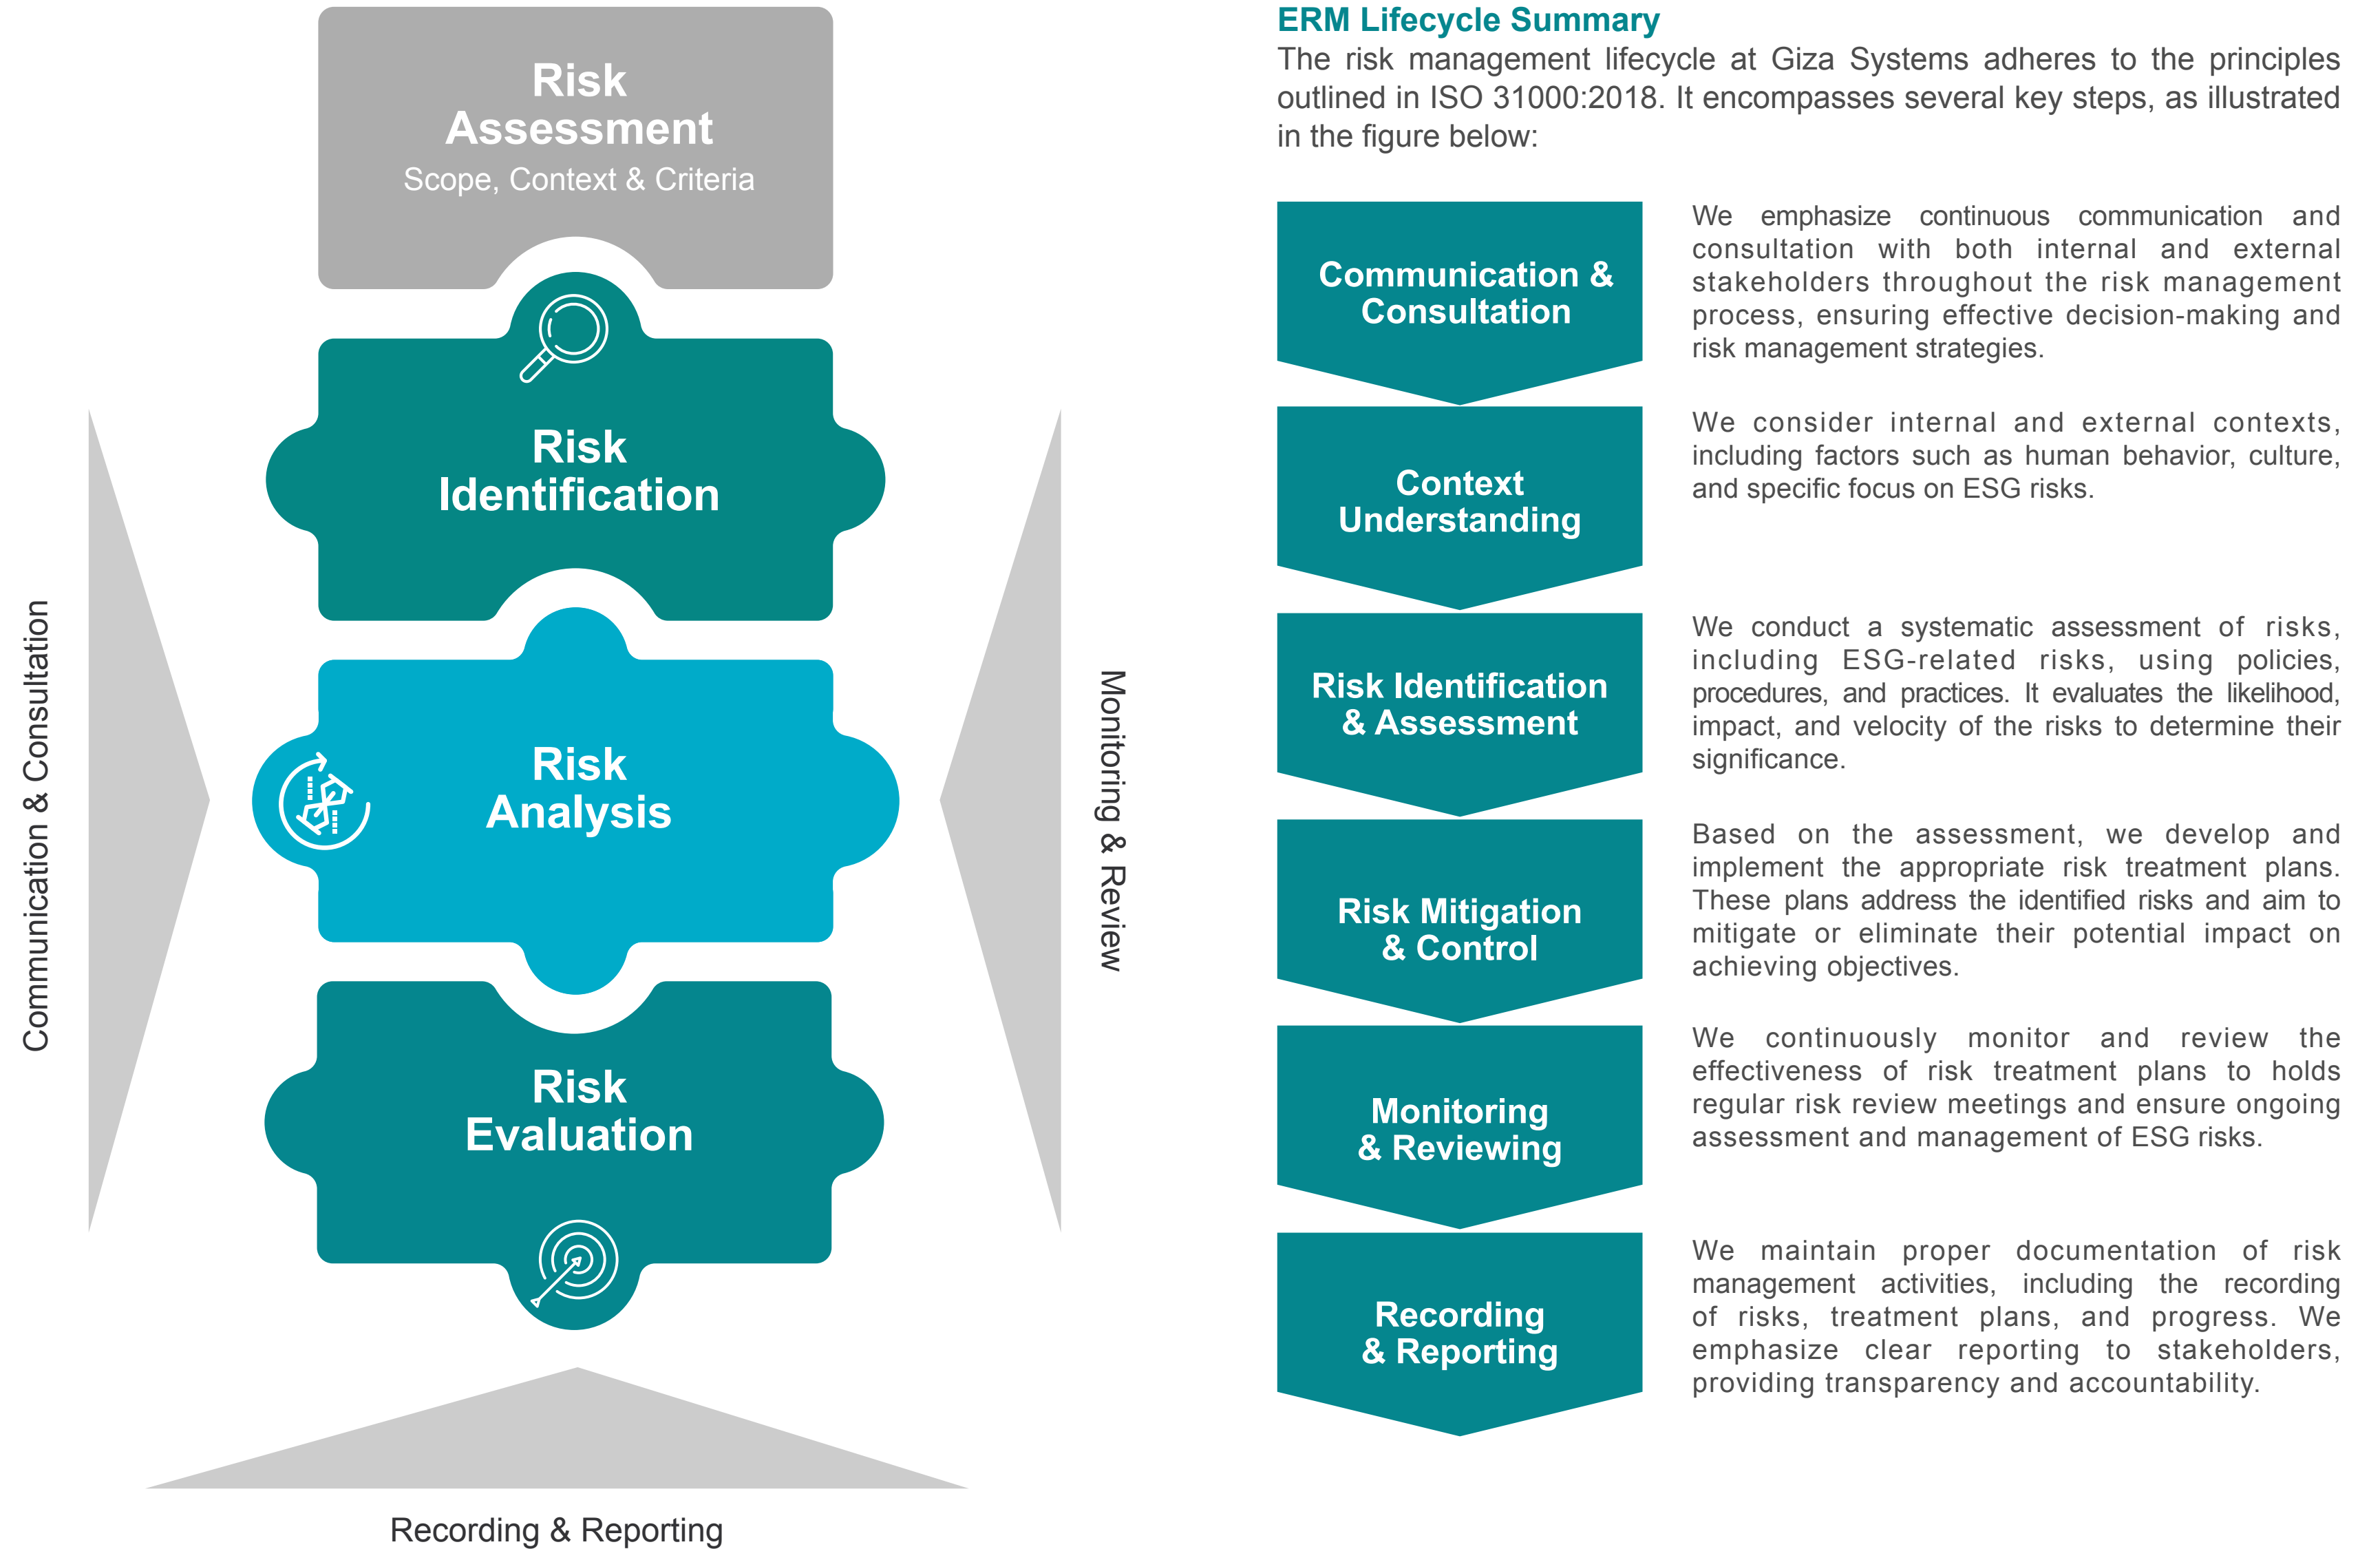 Risk
Assessment
Scope, Context & Criteria
Risk
Identification
Risk
Analysis
Risk
Evaluation
Communication & Consultation
Monitoring & Review
Recording & Reporting
ERM Lifecycle Summary
The risk management lifecycle at Giza Systems adheres to the principles
outlined in ISO 31000:2018. It encompasses several key steps, as illustrated
in the figure below:
Communication &
Consultation
We emphasize continuous communication and
consultation with both internal and external
stakeholders throughout the risk management
process, ensuring effective decision-making and
risk management strategies.
Context
Understanding
We consider internal and external contexts,
including factors such as human behavior, culture,
and specific focus on ESG risks.
Risk Identification
& Assessment
We conduct a systematic assessment of risks,
including ESG-related risks, using policies,
procedures, and practices. It evaluates the likelihood,
impact, and velocity of the risks to determine their
significance.
Risk Mitigation
& Control
Based on the assessment, we develop and
implement the appropriate risk treatment plans.
These plans address the identified risks and aim to
mitigate or eliminate their potential impact on
achieving objectives.
Monitoring
& Reviewing
We continuously monitor and review the
effectiveness of risk treatment plans to holds
regular risk review meetings and ensure ongoing
assessment and management of ESG risks.
Recording
& Reporting
We maintain proper documentation of risk
management activities, including the recording
of risks, treatment plans, and progress. We
emphasize clear reporting to stakeholders,
providing transparency and accountability.